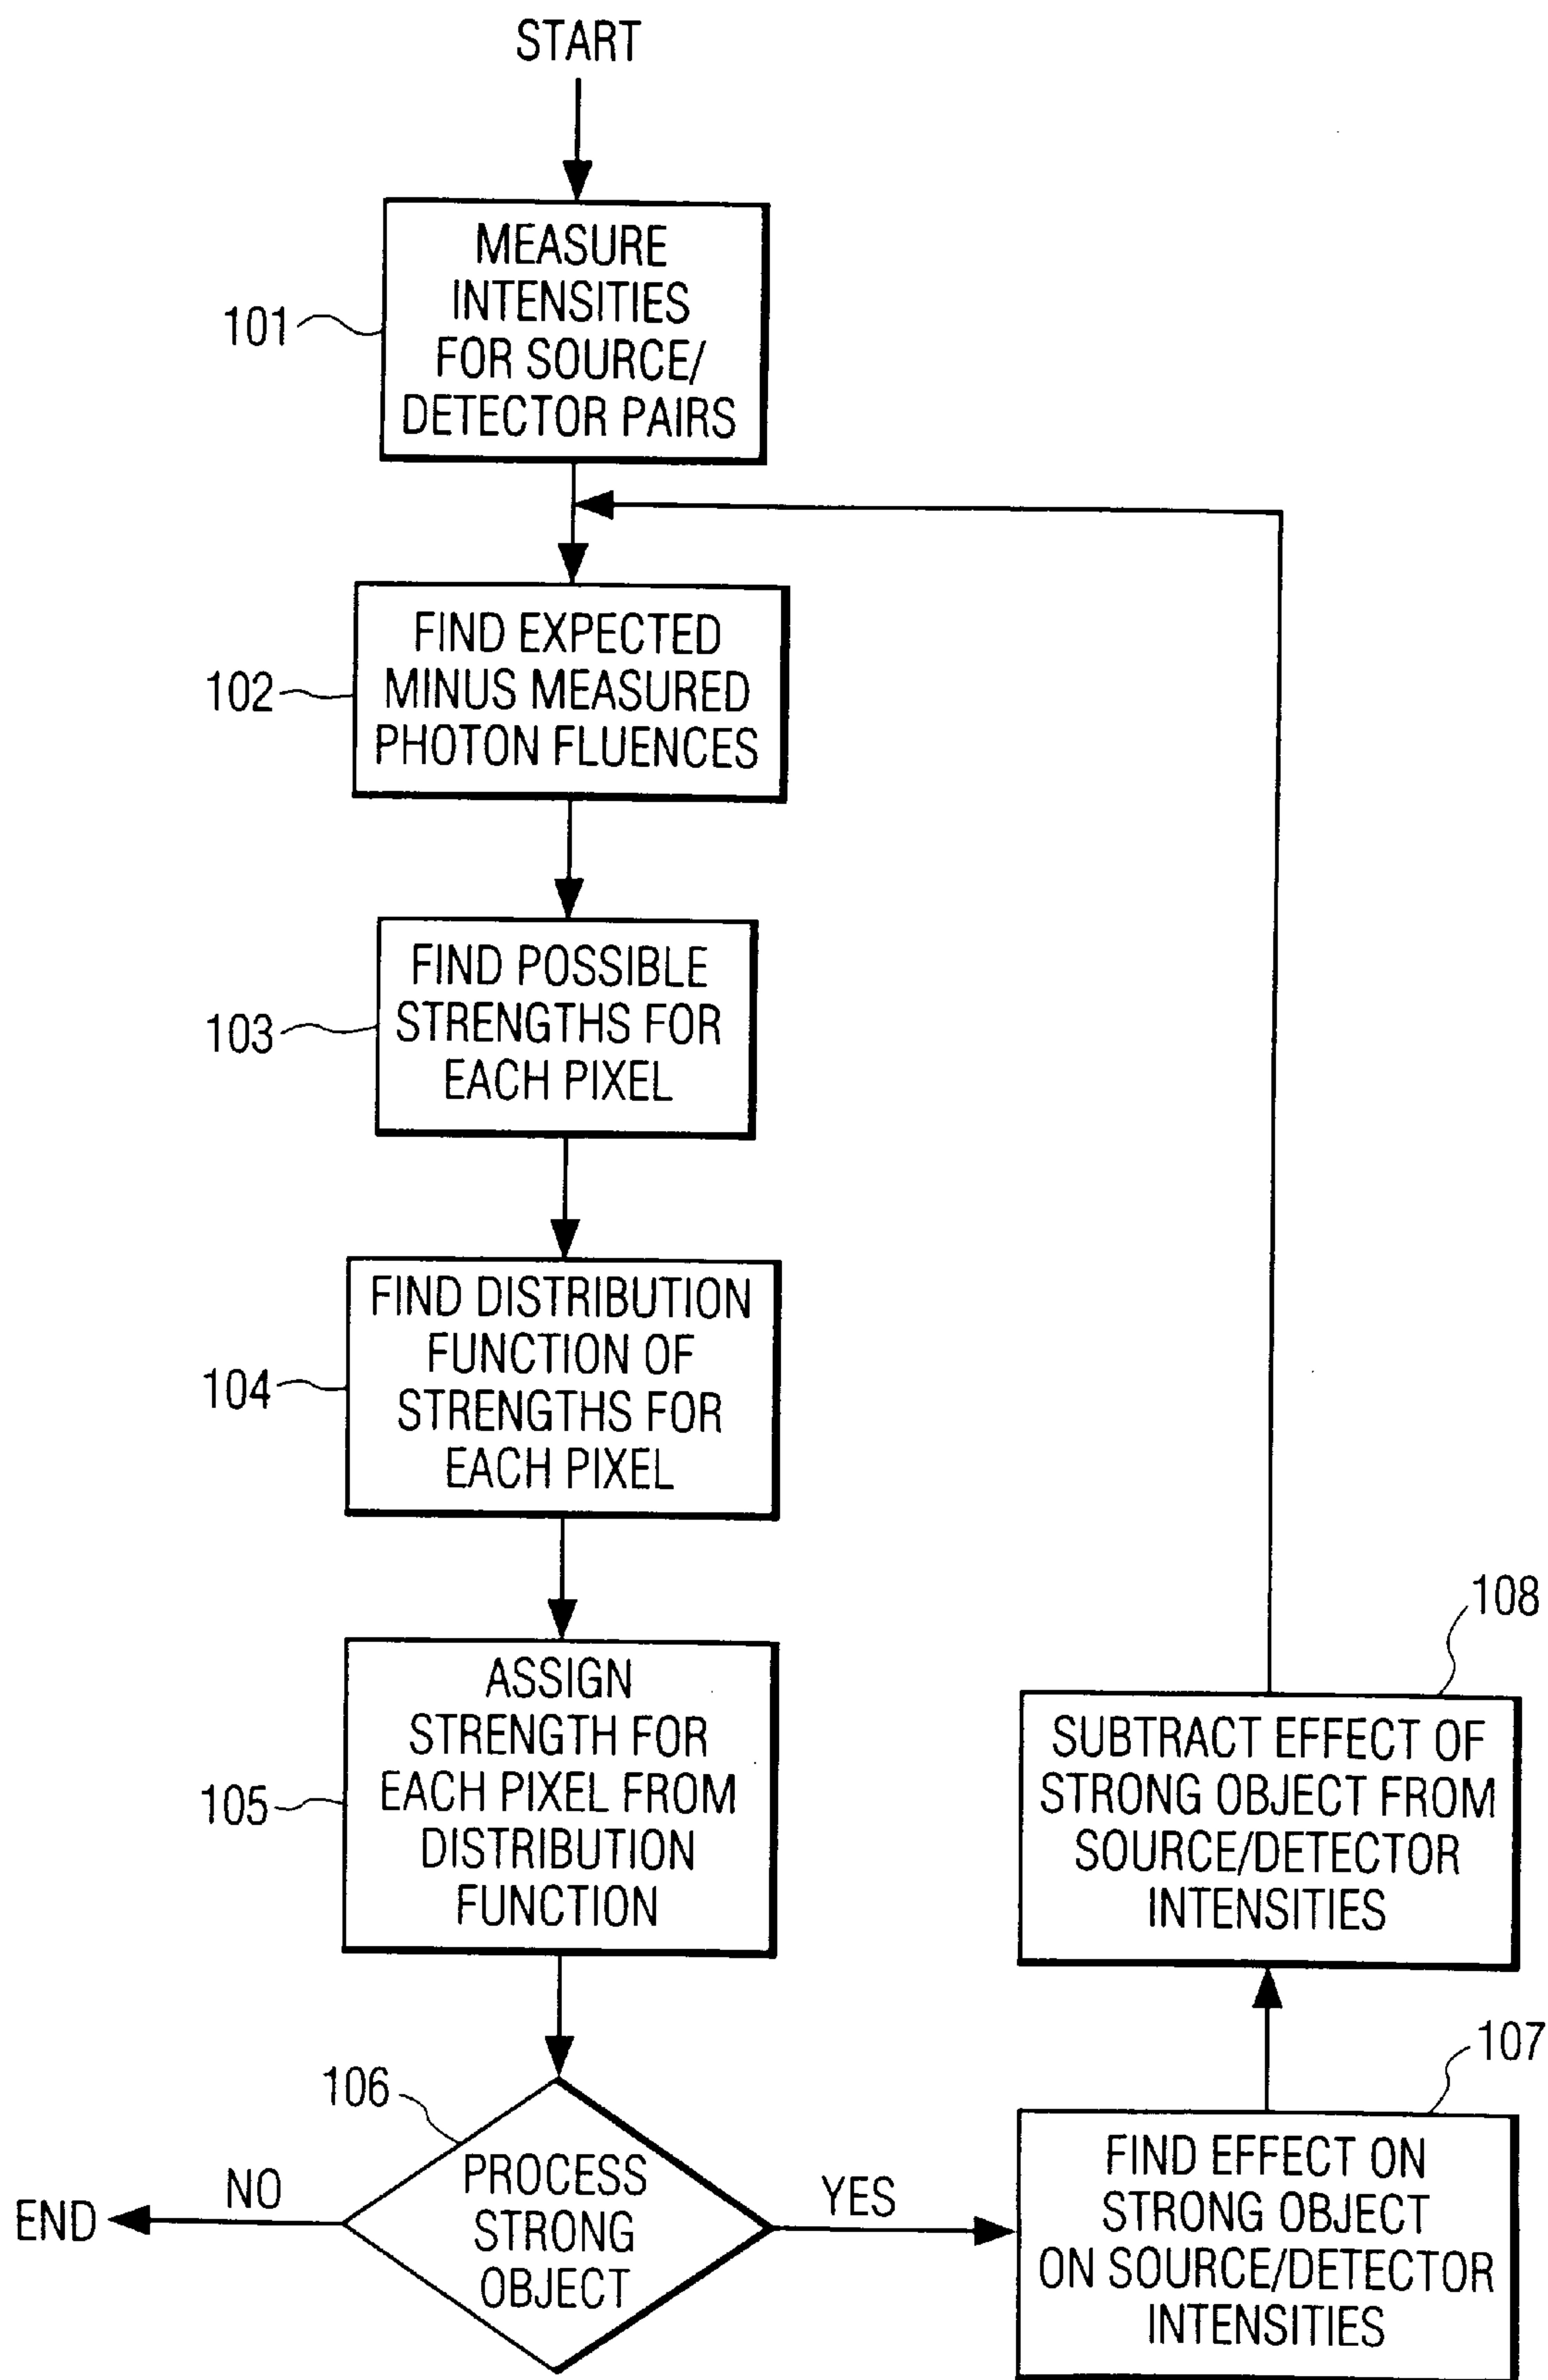 START
101
MEASURE
INTENSITIES
FOR SOURCE/
DETECTOR PAIRS
102
FIND EXPECTED
MINUS MEASURED
PHOTON FLUENCES
103
FIND POSSIBLE
STRENGTHS FOR
EACH PIXEL
104
FIND DISTRIBUTION
FUNCTION OF
STRENGTHS FOR
EACH PIXEL
105
ASSIGN
STRENGTH FOR
EACH PIXEL FROM
DISTRIBUTION
FUNCTION
106
PROCESS
STRONG
OBJECT
NO
END
YES
107
FIND EFFECT ON
STRONG OBJECT
ON SOURCE/DETECTOR
INTENSITIES
108
SUBTRACT EFFECT OF
STRONG OBJECT FROM
SOURCE/DETECTOR
INTENSITIES